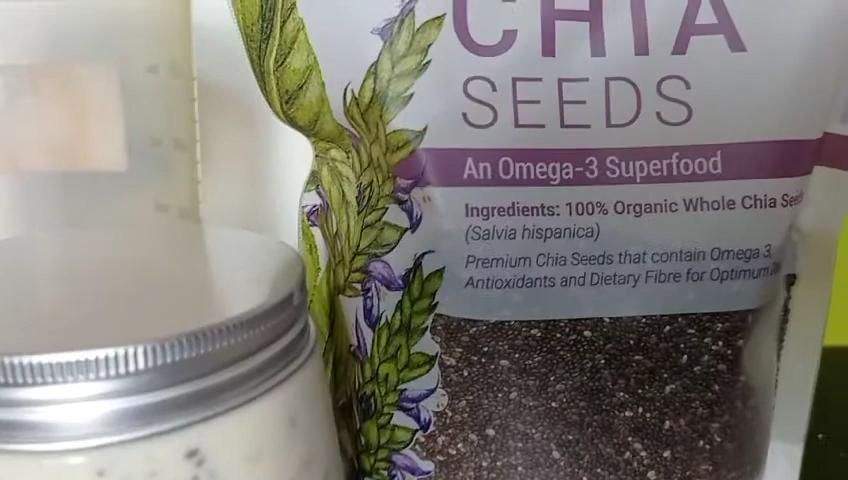 CHIA
SEEDS
An Omega-3 Superfood
Ingredients: 100% Organic Whole Chia Seeds
(Salvia hispanica)
Premium Chia Seeds that contain Omega 3,
Antioxidants and Dietary Fibre for Optimum